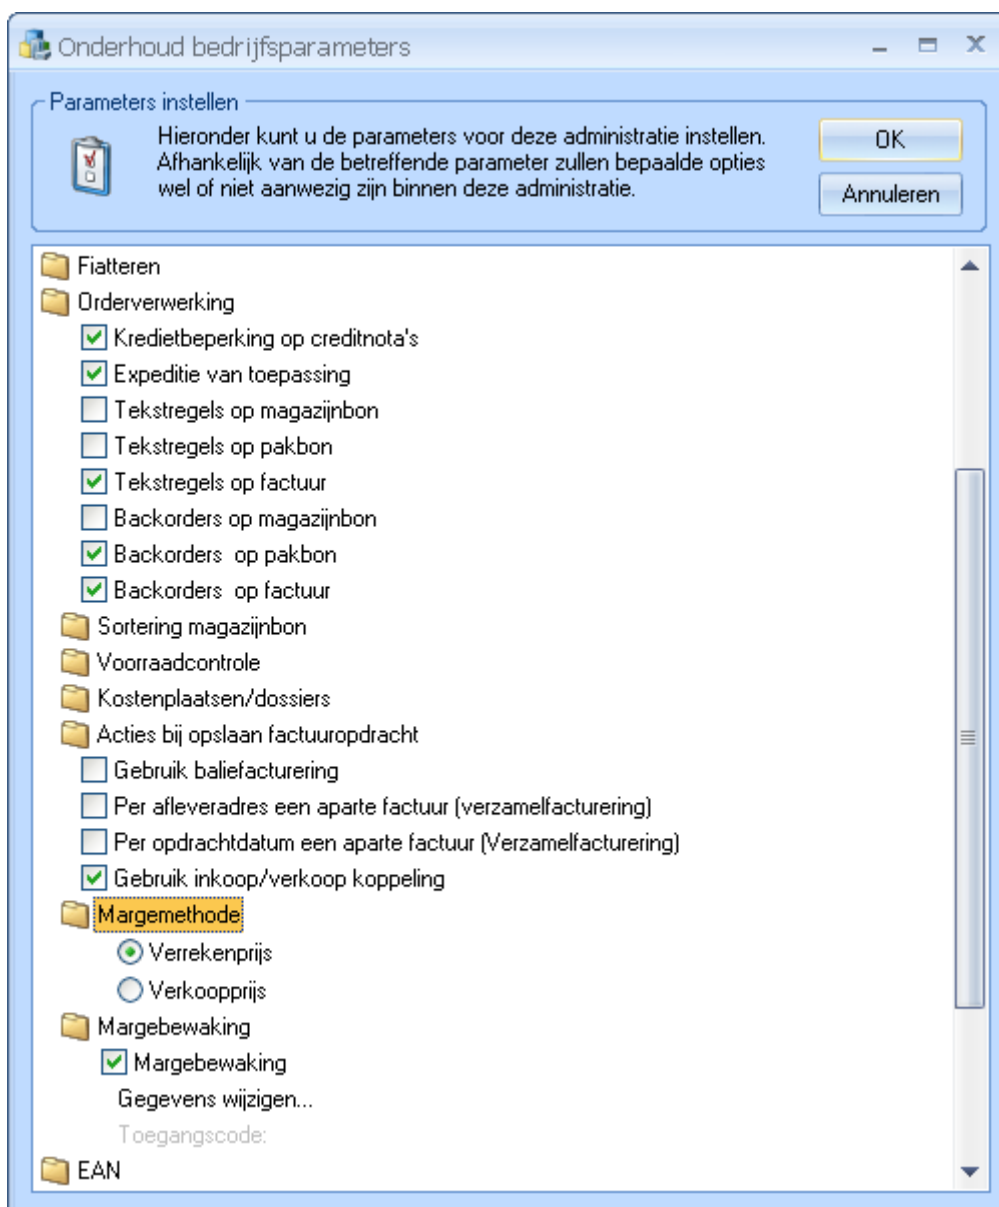 Onderhoud bedrijfsparameters
Parameters instellen
Hieronder kunt u de parameters voor deze administratie instellen.
Afhankelijk van de betreffende parameter zullen bepaalde opties
wel of niet aanwezig zijn binnen deze administratie.
OK
Annuleren
Fiatteren
Orderverwerking
Kredietbeperking op creditnota's
Expeditie van toepassing
Tekstregels op magazijnbon
Tekstregels op pakbon
Tekstregels op factuur
Backorders op magazijnbon
Backorders  op pakbon
Backorders  op factuur
Sortering magazijnbon
Voorraadcontrole
Kostenplaatsen/dossiers
Acties bij opslaan factuuropdracht
Gebruik baliefacturering
Per afleveradres een aparte factuur (verzamelfacturering)
Per opdrachtdatum een aparte factuur (Verzamelfacturering)
Gebruik inkoop/verkoop koppeling
Margemethode
Verrekenprijs
Verkoopprijs
Margebewaking
Margebewaking
Gegevens wijzigen...
Toegangscode:
EAN